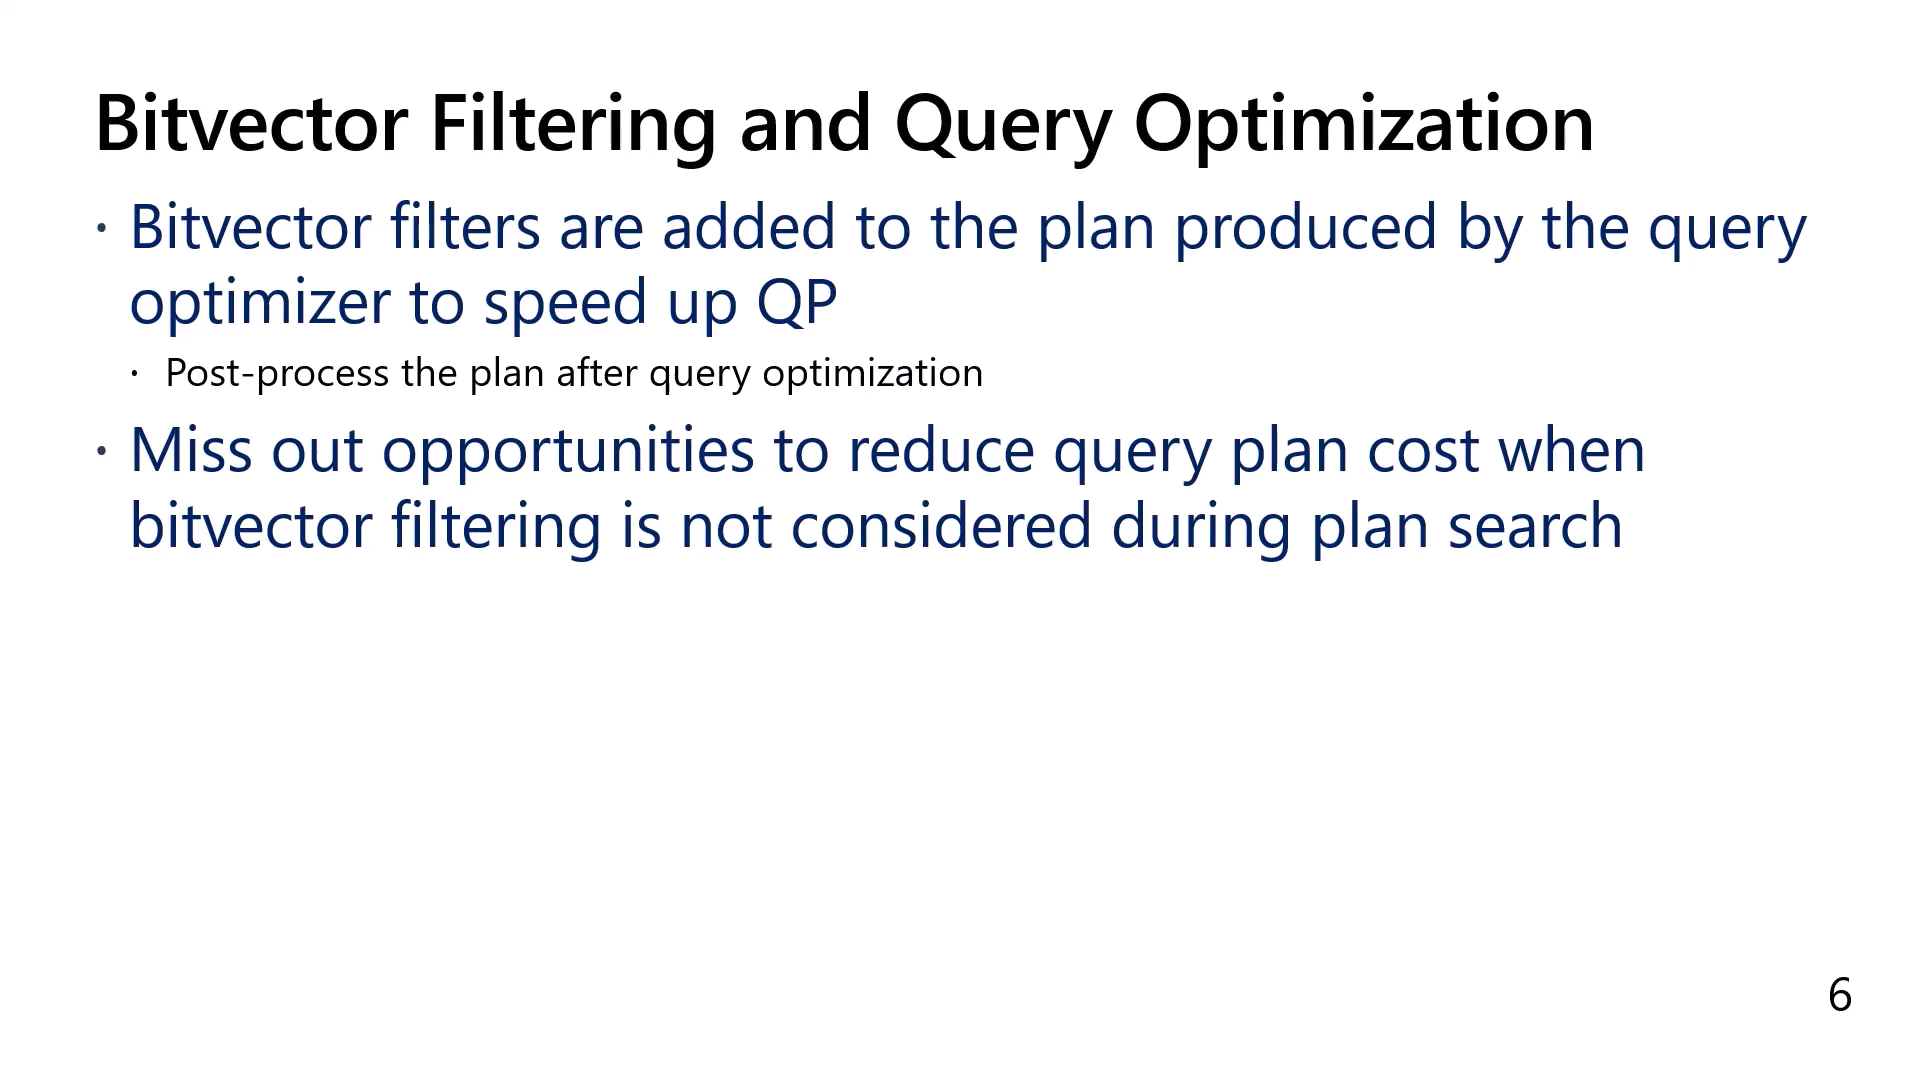 Bitvector Filtering and Query Optimization
• Bitvector filters are added to the plan produced by the query
optimizer to speed up QP
• Post-process the plan after query optimization
• Miss out opportunities to reduce query plan cost when
bitvector filtering is not considered during plan search
6